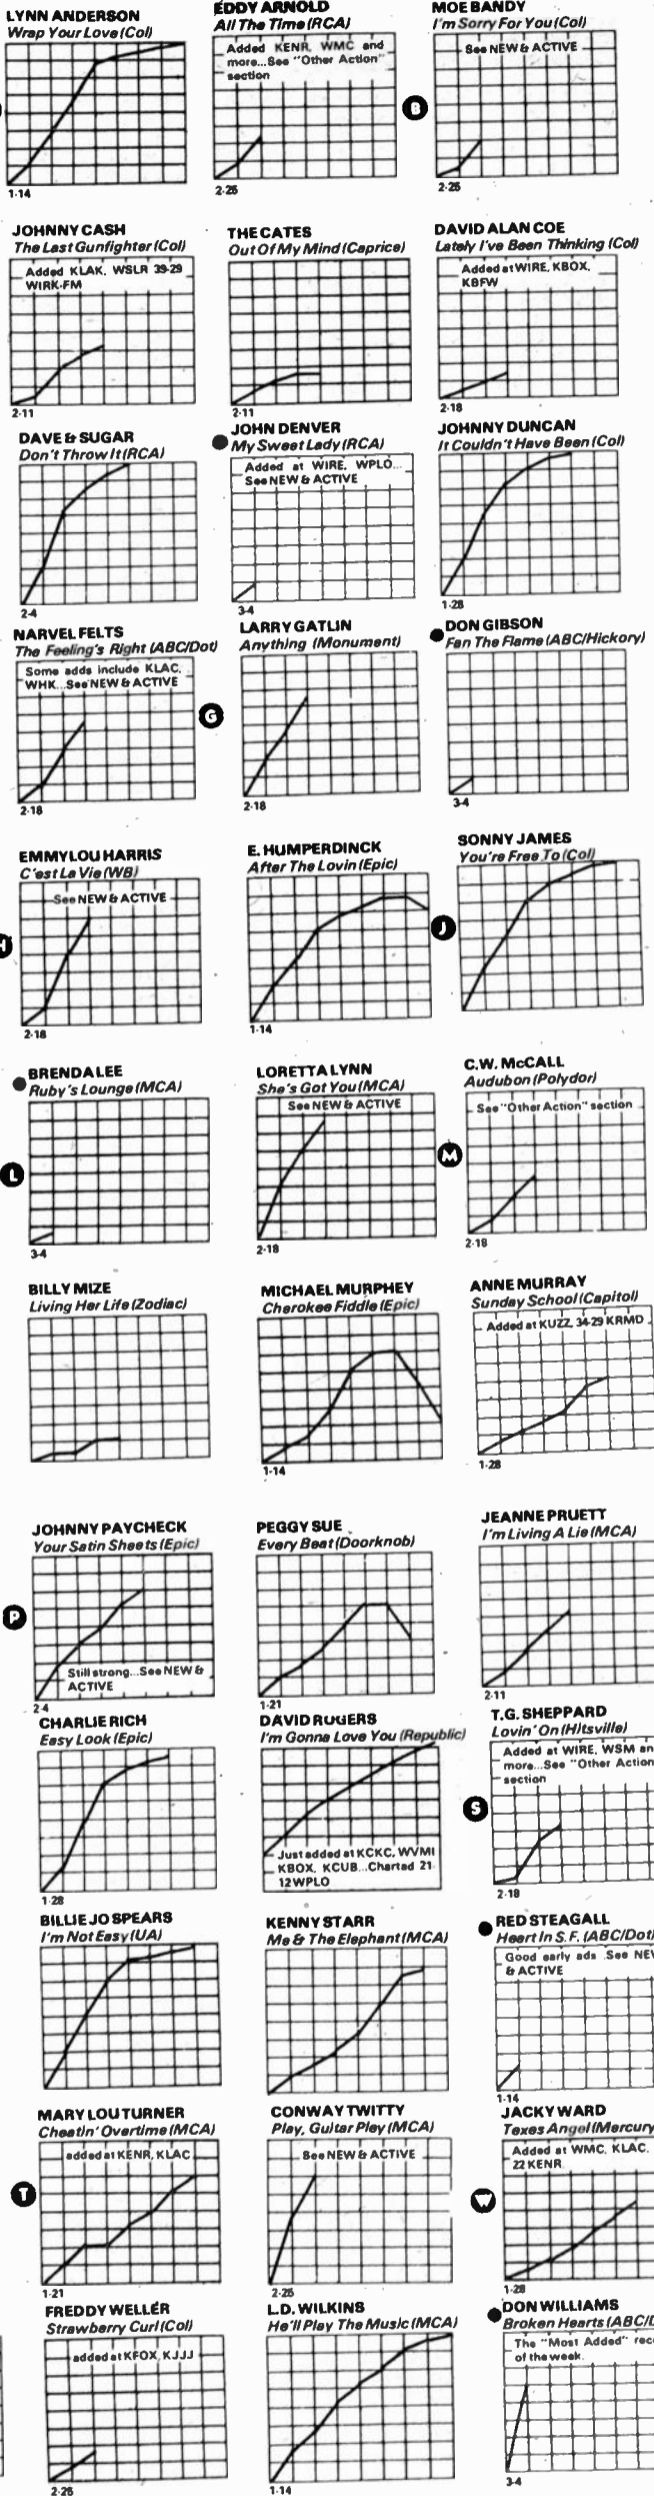 LYNN ANDERSON
Wrap Your Love (Col)
1-14
EDDY ARNOLD
All The Time (RCA)
Added KENR, WMC and
more...See "Other Action"
section
2-25
MOE BANDY
I'm Sorry For You (Col)
See NEW & ACTIVE
B
2-25
JOHNNY CASH
The Last Gunfighter (Col)
Added KLAK, WSLR 39-29
WIRK-FM
2-11
THE CATES
Out Of My Mind (Caprice)
2-11
DAVID ALAN COE
Lately I've Been Thinking (Col)
Added at WIRE, KBOX,
KBFW
2-18
DAVE & SUGAR
Don't Throw It (RCA)
2-4
JOHN DENVER
My Sweet Lady (RCA)
Added at WIRE, WPLO...
See NEW & ACTIVE
3-4
JOHNNY DUNCAN
It Couldn't Have Been (Col)
1-28
NARVEL FELTS
The Feeling's Right (ABC/Dot)
Some adds include KLAC,
WHK...See NEW & ACTIVE
2-18
G
LARRY GATLIN
Anything (Monument)
2-18
DON GIBSON
Fan The Flame (ABC/Hickory)
3-4
EMMYLOU HARRIS
C'est La Vie (WB)
See NEW & ACTIVE
2-18
E. HUMPERDINCK
After The Lovin (Epic)
1-14
J
SONNY JAMES
You're Free To (Col)
BRENDA LEE
Ruby's Lounge (MCA)
L
3-4
LORETTA LYNN
She's Got You (MCA)
See NEW & ACTIVE
2-18
M
C.W. McCALL
Audubon (Polydor)
See "Other Action" section
2-18
BILLY MIZE
Living Her Life (Zodiac)
MICHAEL MURPHEY
Cherokee Fiddle (Epic)
1-14
ANNE MURRAY
Sunday School (Capitol)
Added at KUZZ, 34-29 KRMD
1-28
JOHNNY PAYCHECK
Your Satin Sheets (Epic)
P
Still strong...See NEW &
ACTIVE
2-4
PEGGY SUE
Every Beat (Doorknob)
1-21
JEANNE PRUETT
I'm Living A Lie (MCA)
2-11
CHARLIE RICH
Easy Look (Epic)
1-28
DAVID ROGERS
I'm Gonna Love You (Republic)
Just added at KCKC, WVMI
KBOX, KCUB...Charted 21-
12 WPLO
T.G. SHEPPARD
Lovin' On (Hitsville)
Added at WIRE, WSM an
more...See "Other Action
section
S
2-18
BILLIE JO SPEARS
I'm Not Easy (UA)
KENNY STARR
Me & The Elephant (MCA)
RED STEAGALL
Heart In S.F. (ABC/Dot)
Good early ads See NEW
& ACTIVE
1-14
MARY LOU TURNER
Cheatin' Overtime (MCA)
added at KENR, KLAC
T
1-21
CONWAY TWITTY
Play, Guitar Play (MCA)
See NEW & ACTIVE
2-25
W
JACKY WARD
Texas Angel (Mercury
Added at WMC, KLAC,
22 KENR
1-28
FREDDY WELLER
Strawberry Curl (Col)
added at KFOX, KJJJ
2-25
L.D. WILKINS
He'll Play The Music (MCA)
1-14
DON WILLIAMS
Broken Hearts (ABC/D
The "Most Added" rec
of the week.
3-4